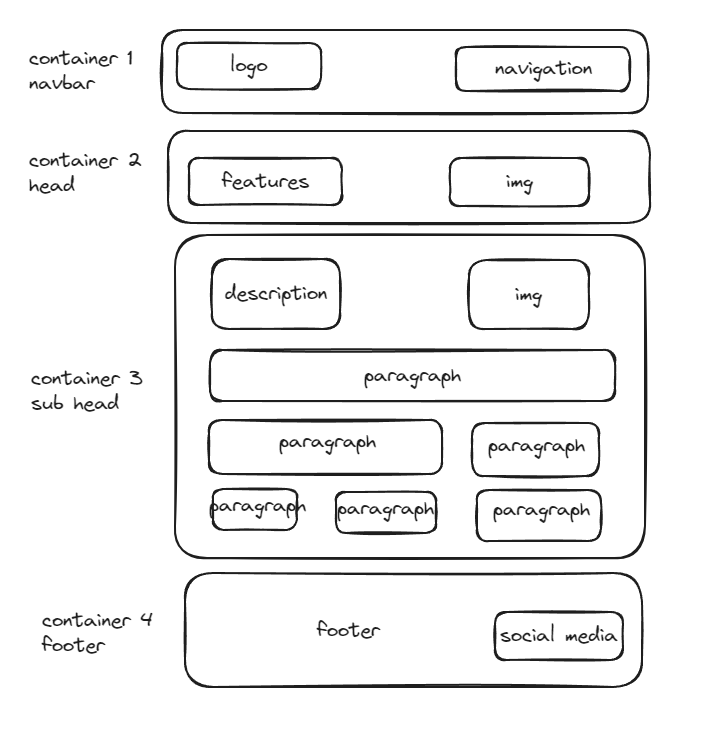 container 1
navbar
logo
navigation
container 2
head
features
img
description
img
container 3
sub head
paragraph
paragraph
paragraph
paragraph
paragraph
paragraph
container 4
footer
footer
social media